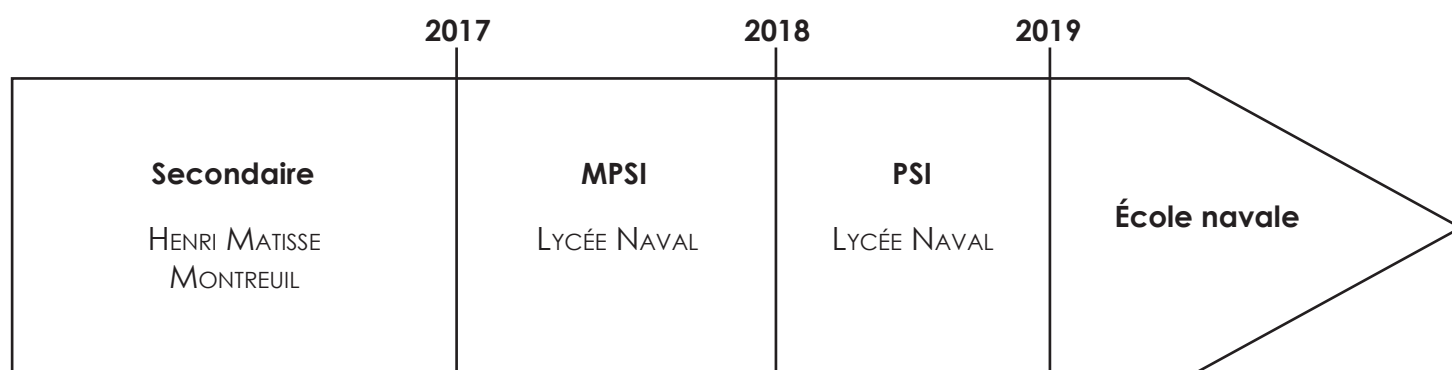 2017 2018 2019
Secondaire MPSI PSI
École navale
Henri Matisse Lycée Naval Lycée Naval
Montreuil